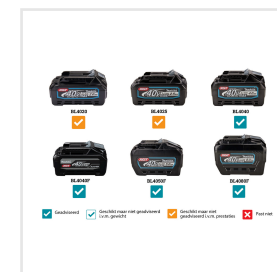 BL4020
BL4025
BL4040
BL4040F
BL4050F
BL4080F
Geadviseerd
Geschikt maar niet geadviseerd
i.v.m. gewicht
Geschikt maar niet
geadviseerd i.v.m. prestaties
Past niet